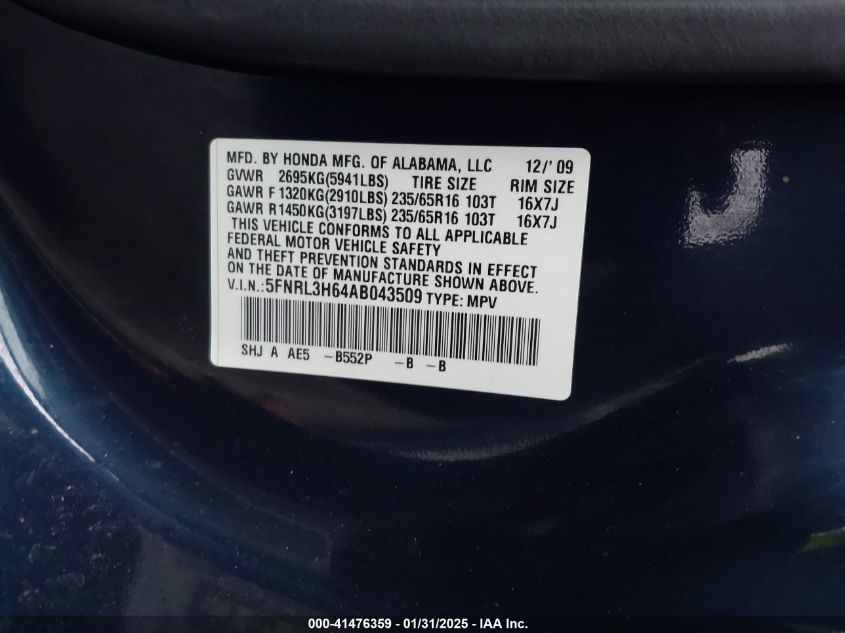 MFD. BY HONDA MFG. OF ALABAMA, LLC 12/'09
GVWR 2695KG(5941LBS) TIRE SIZE RIM SIZE
GAWR F 1320KG(2910LBS) 235/65R16 103T 16X7J
GAWR R1450KG(3197LBS) 235/65R16 103T 16X7J
THIS VEHICLE CONFORMS TO ALL APPLICABLE
FEDERAL MOTOR VEHICLE SAFETY
AND THEFT PREVENTION STANDARDS IN EFFECT
ON THE DATE OF MANUFACTURE SHOWN ABOVE.
V.I.N.:5FNRL3H64AB043509 TYPE: MPV
SHJ A AE5 -B552P -B -B
000-41476359 - 01/31/2025 - IAA Inc.